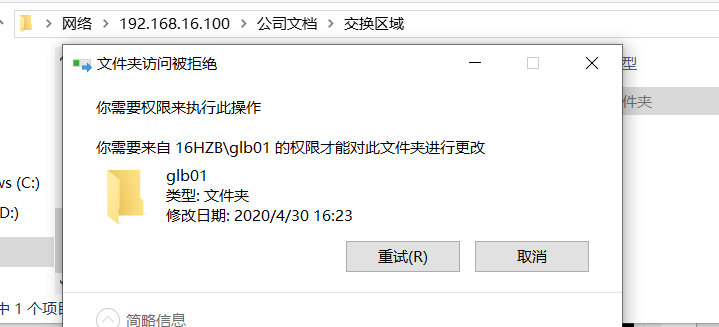 网络 › 192.168.16.100 › 公司文档 › 交换区域
文件夹访问被拒绝
型
你需要权限来执行此操作
件夹
你需要来自 16HZB\glb01 的权限才能对此文件夹进行更改
glb01
类型: 文件夹
修改日期: 2020/4/30 16:23
ws (C:)
D:)
重试(R)
取消
中 1 个项目
简略信息